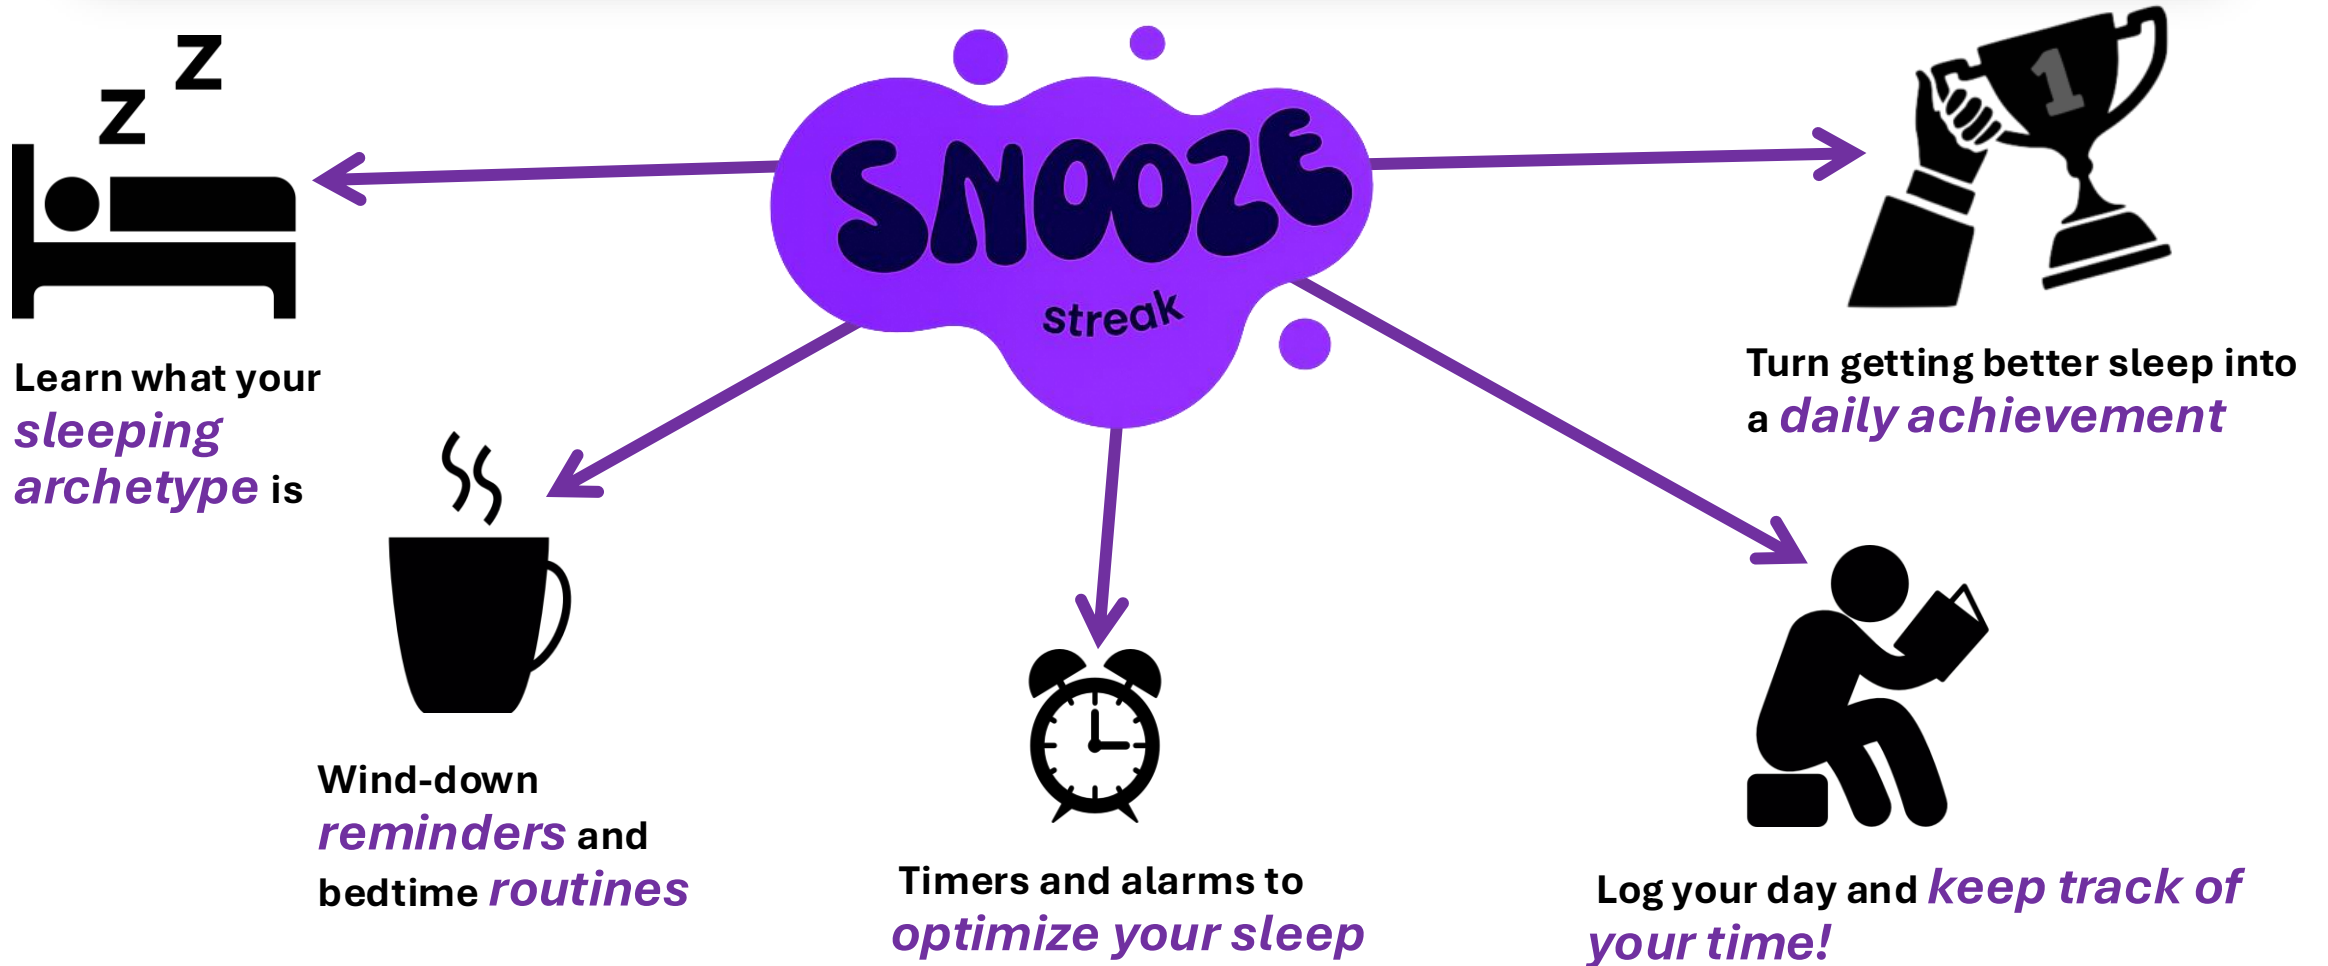 z
z
SNOOZE
streak
1
Learn what your
sleeping
archetype is
Wind-down
reminders and
bedtime routines
Timers and alarms to
optimize your sleep
Log your day and keep track of
your time!
Turn getting better sleep into
a daily achievement